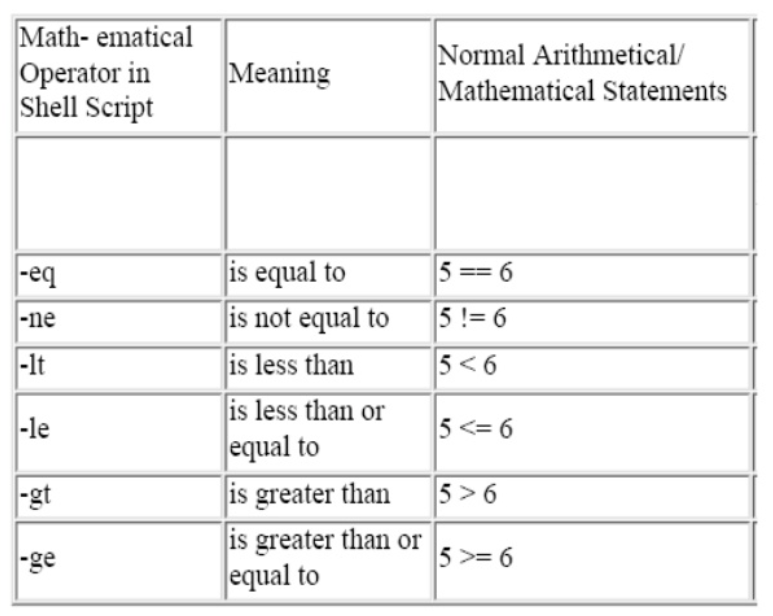 Math- ematical
Operator in
Shell Script
Meaning
Normal Arithmetical/
Mathematical Statements
-eq
is equal to
5 == 6
-ne
is not equal to
5 != 6
-lt
is less than
5 < 6
-le
is less than or
equal to
5 <= 6
-gt
is greater than
5 > 6
-ge
is greater than or
equal to
5 >= 6